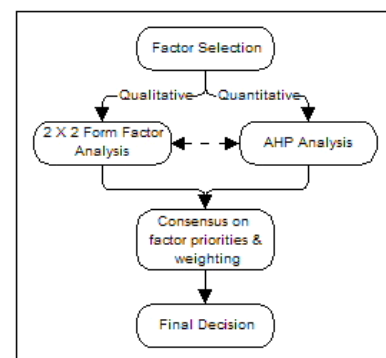 Factor Selection
Qualitative
Quantitative
2 X 2 Form Factor
Analysis
AHP Analysis
Consensus on
factor priorities &
weighting
Final Decision